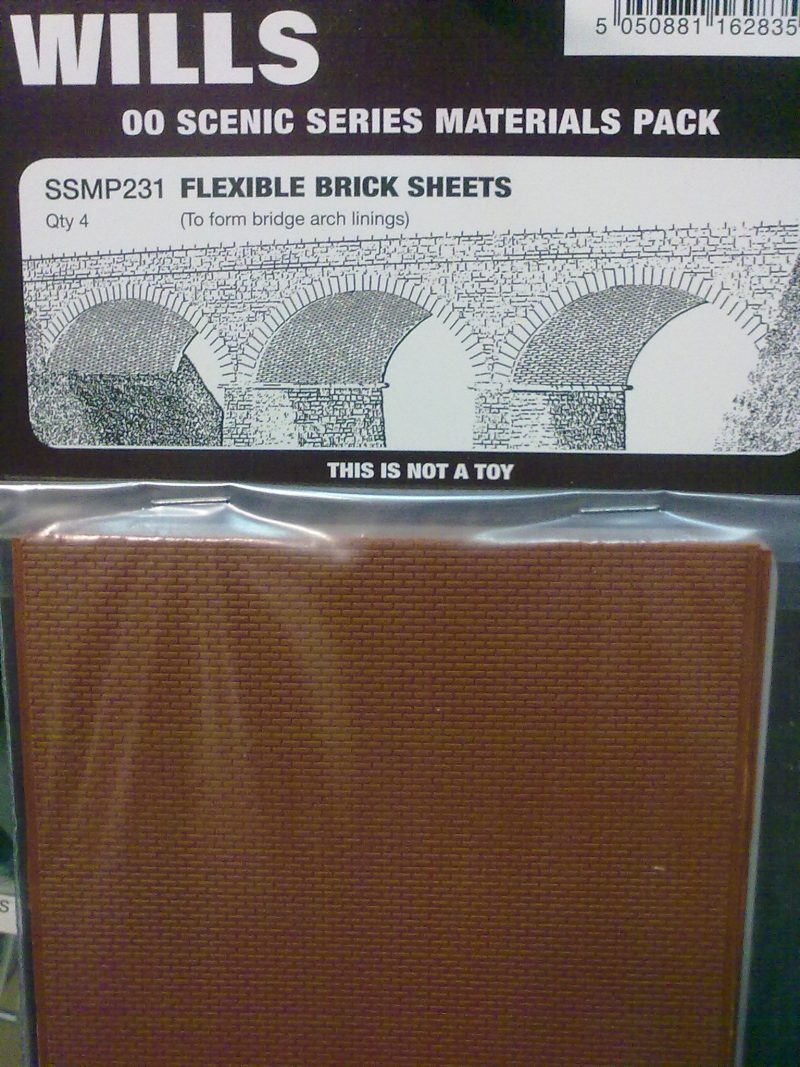 WILLS
5 050881 162835
00 SCENIC SERIES MATERIALS PACK
SSMP231 FLEXIBLE BRICK SHEETS
Qty 4 (To form bridge arch linings)
THIS IS NOT A TOY
S